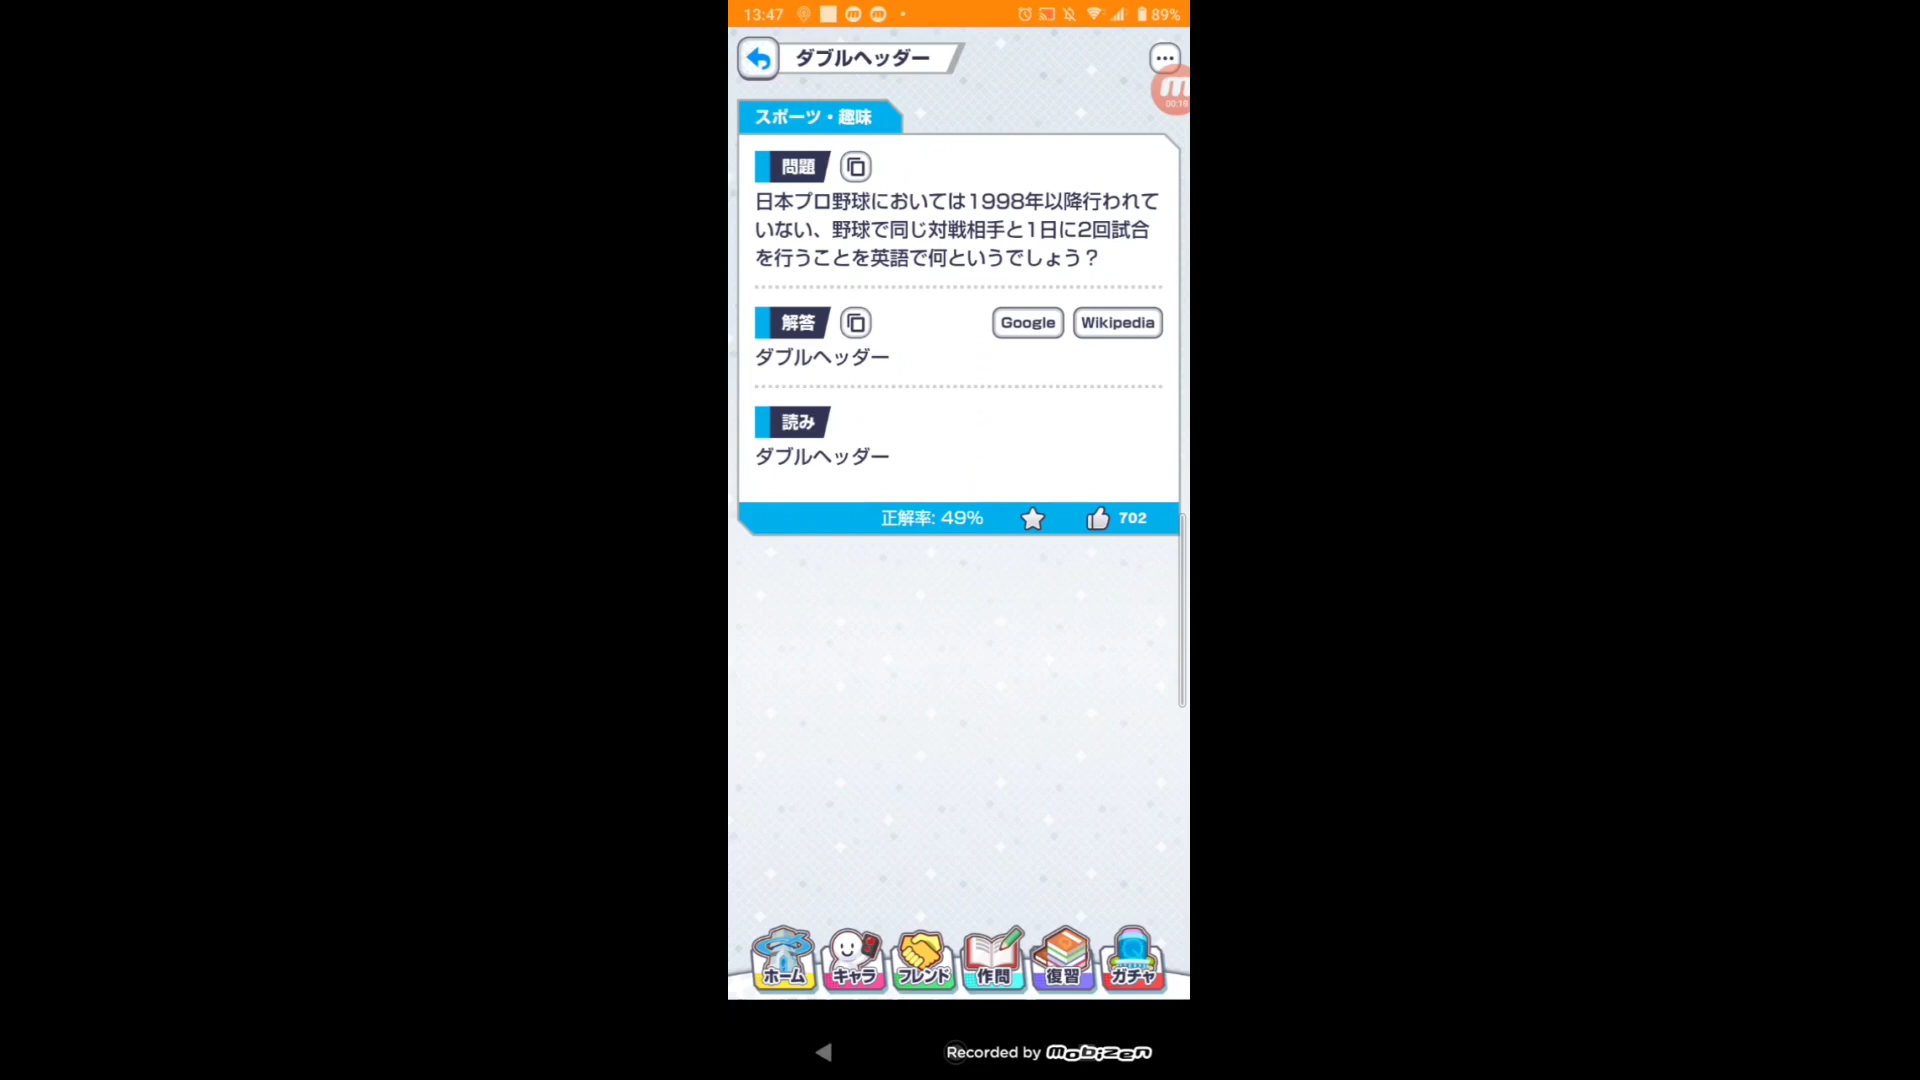 13:47
89%
ダブルヘッダー
00:19
スポーツ・趣味
問題
日本プロ野球においては1998年以降行われて
いない、野球で同じ対戦相手と1日に2回試合
を行うことを英語で何というでしょう？
解答
Google
Wikipedia
ダブルヘッダー
読み
ダブルヘッダー
正解率: 49%
702
ホーム
キャラ
フレンド
作問
復習
ガチャ
Recorded by mobizen